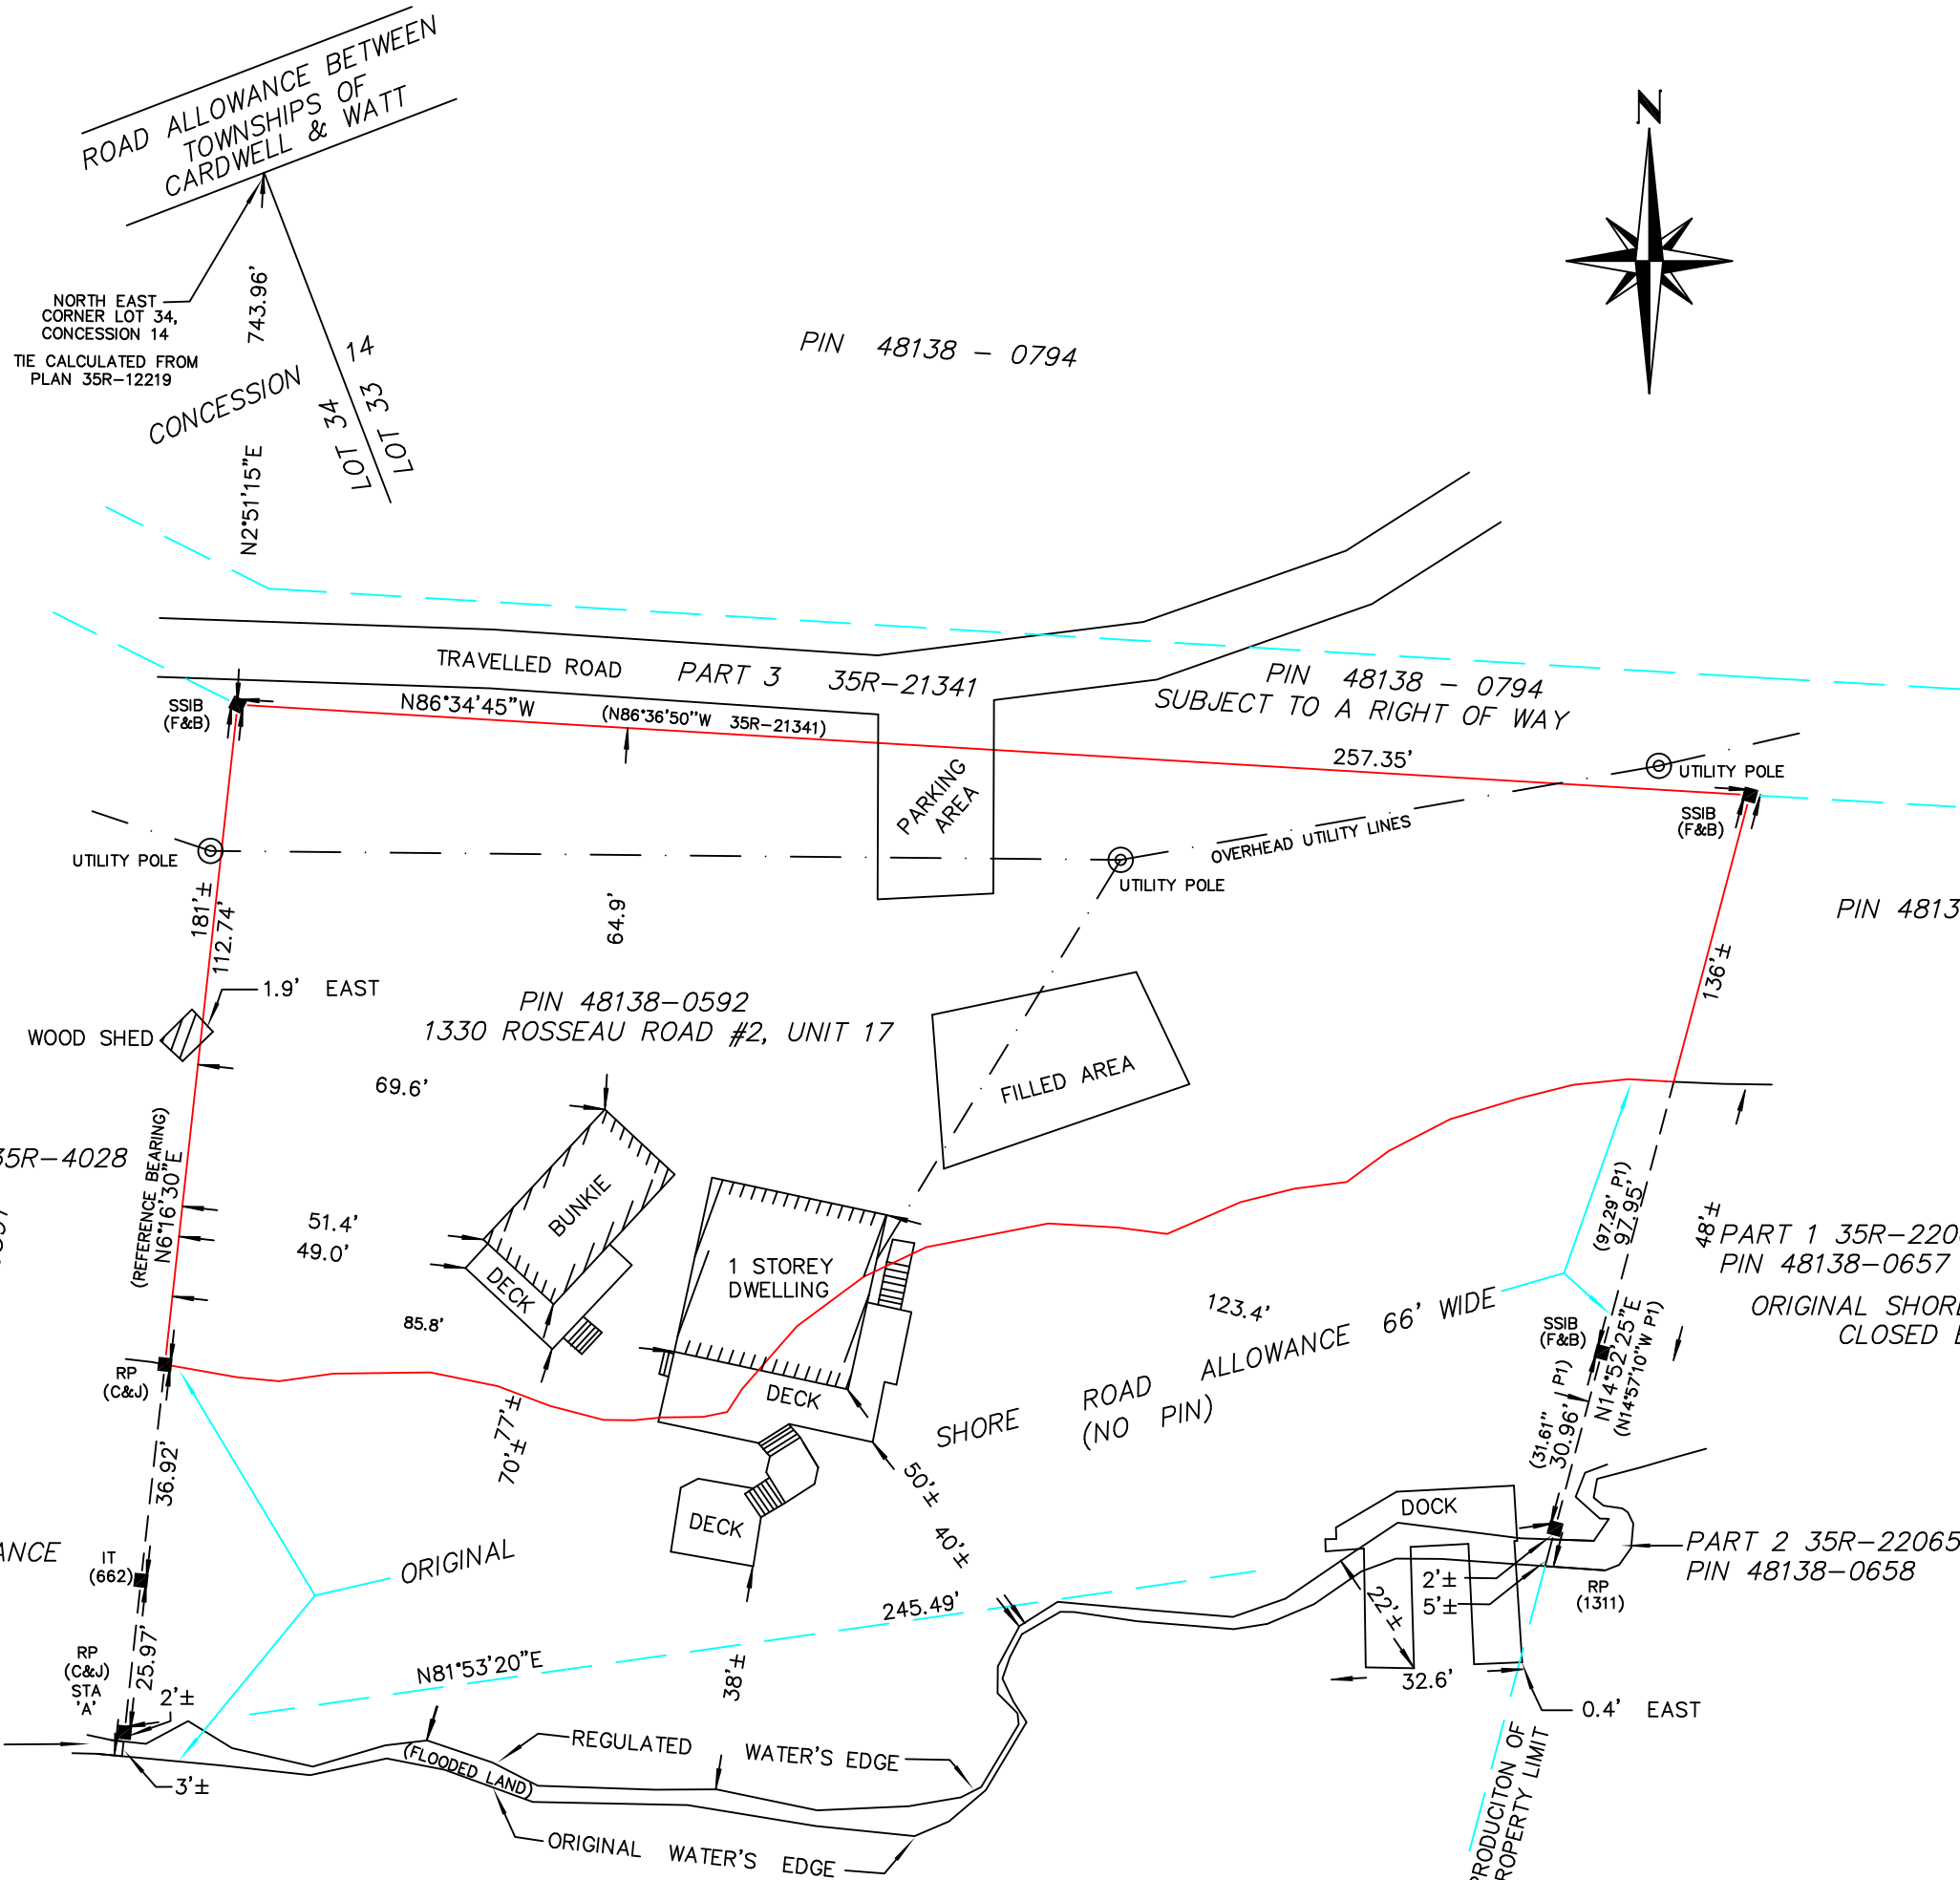 ROAD ALLOWANCE BETWEEN
TOWNSHIPS OF
CARDWELL & WATT
N
NORTH EAST
CORNER LOT 34,
CONCESSION 14
TIE CALCULATED FROM
PLAN 35R-12219
743.96'
N2°51'15"E
CONCESSION 14
LOT 34
LOT 33
PIN 48138 - 0794
TRAVELLED ROAD
PART 3 35R-21341
PIN 48138 - 0794
SUBJECT TO A RIGHT OF WAY
SSIB
(F&B)
N86°34'45"W
(N86°36'50"W 35R-21341)
257.35'
PARKING
AREA
UTILITY POLE
SSIB
(F&B)
OVERHEAD UTILITY LINES
UTILITY POLE
UTILITY POLE
181'±
112.74'
64.9'
PIN 4813
136'±
1.9' EAST
WOOD SHED
PIN 48138-0592
1330 ROSSEAU ROAD #2, UNIT 17
FILLED AREA
69.6'
35R-4028
(REFERENCE BEARING)
N6°16'30"E
BUNKIE
51.4'
49.0'
DECK
1 STOREY
DWELLING
85.8'
DECK
(97.29' P1)
97.95'
48'±
PART 1 35R-220
PIN 48138-0657
ORIGINAL SHORE
CLOSED
123.4'
SHORE ROAD ALLOWANCE 66' WIDE
(NO PIN)
SSIB
(F&B)
N14°52'25"E
(N14°57'10"W P1)
RP
(C&J)
77'±
70'±
36.92'
50'±
40'±
(31.61" P1)
30.96'
DECK
DOCK
ANCE
IT
(662)
ORIGINAL
PART 2 35R-22065
PIN 48138-0658
2'±
5'±
22'±
RP
(1311)
245.49'
N81°53'20"E
38'±
32.6'
0.4' EAST
25.97'
RP
(C&J)
STA
'A'
2'±
3'±
REGULATED WATER'S EDGE
(FLOODED LAND)
ORIGINAL WATER'S EDGE
PRODUCITON OF
ROPERTY LIMIT